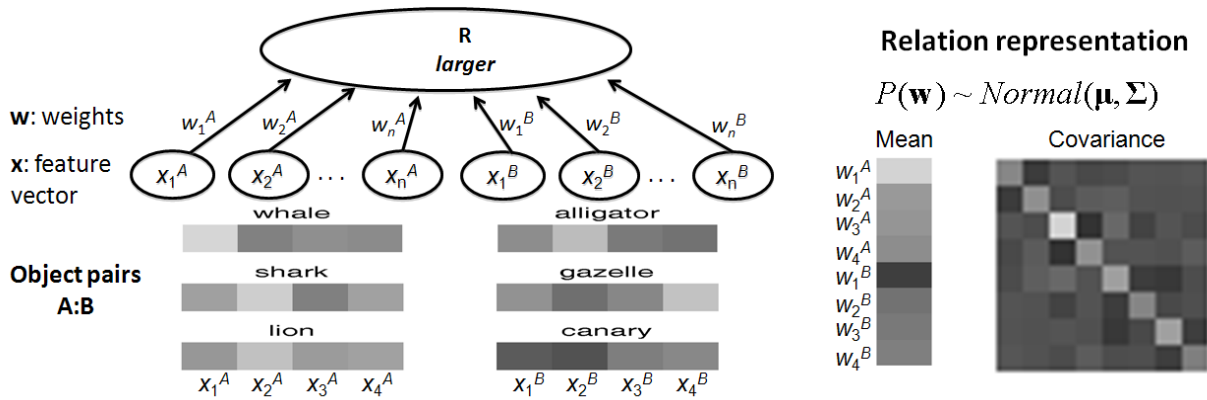 R
larger
w: weights
w₁ᴬ w₂ᴬ wₙᴬ w₁ᴮ w₂ᴮ wₙᴮ
x: feature
vector
x₁ᴬ x₂ᴬ ... xₙᴬ x₁ᴮ x₂ᴮ ... xₙᴮ
whale alligator
Object pairs
A:B
shark gazelle
lion canary
x₁ᴬ x₂ᴬ x₃ᴬ x₄ᴬ x₁ᴮ x₂ᴮ x₃ᴮ x₄ᴮ
Relation representation
P(w) ~ Normal(μ, Σ)
Mean Covariance
w₁ᴬ
w₂ᴬ
w₃ᴬ
w₄ᴬ
w₁ᴮ
w₂ᴮ
w₃ᴮ
w₄ᴮ